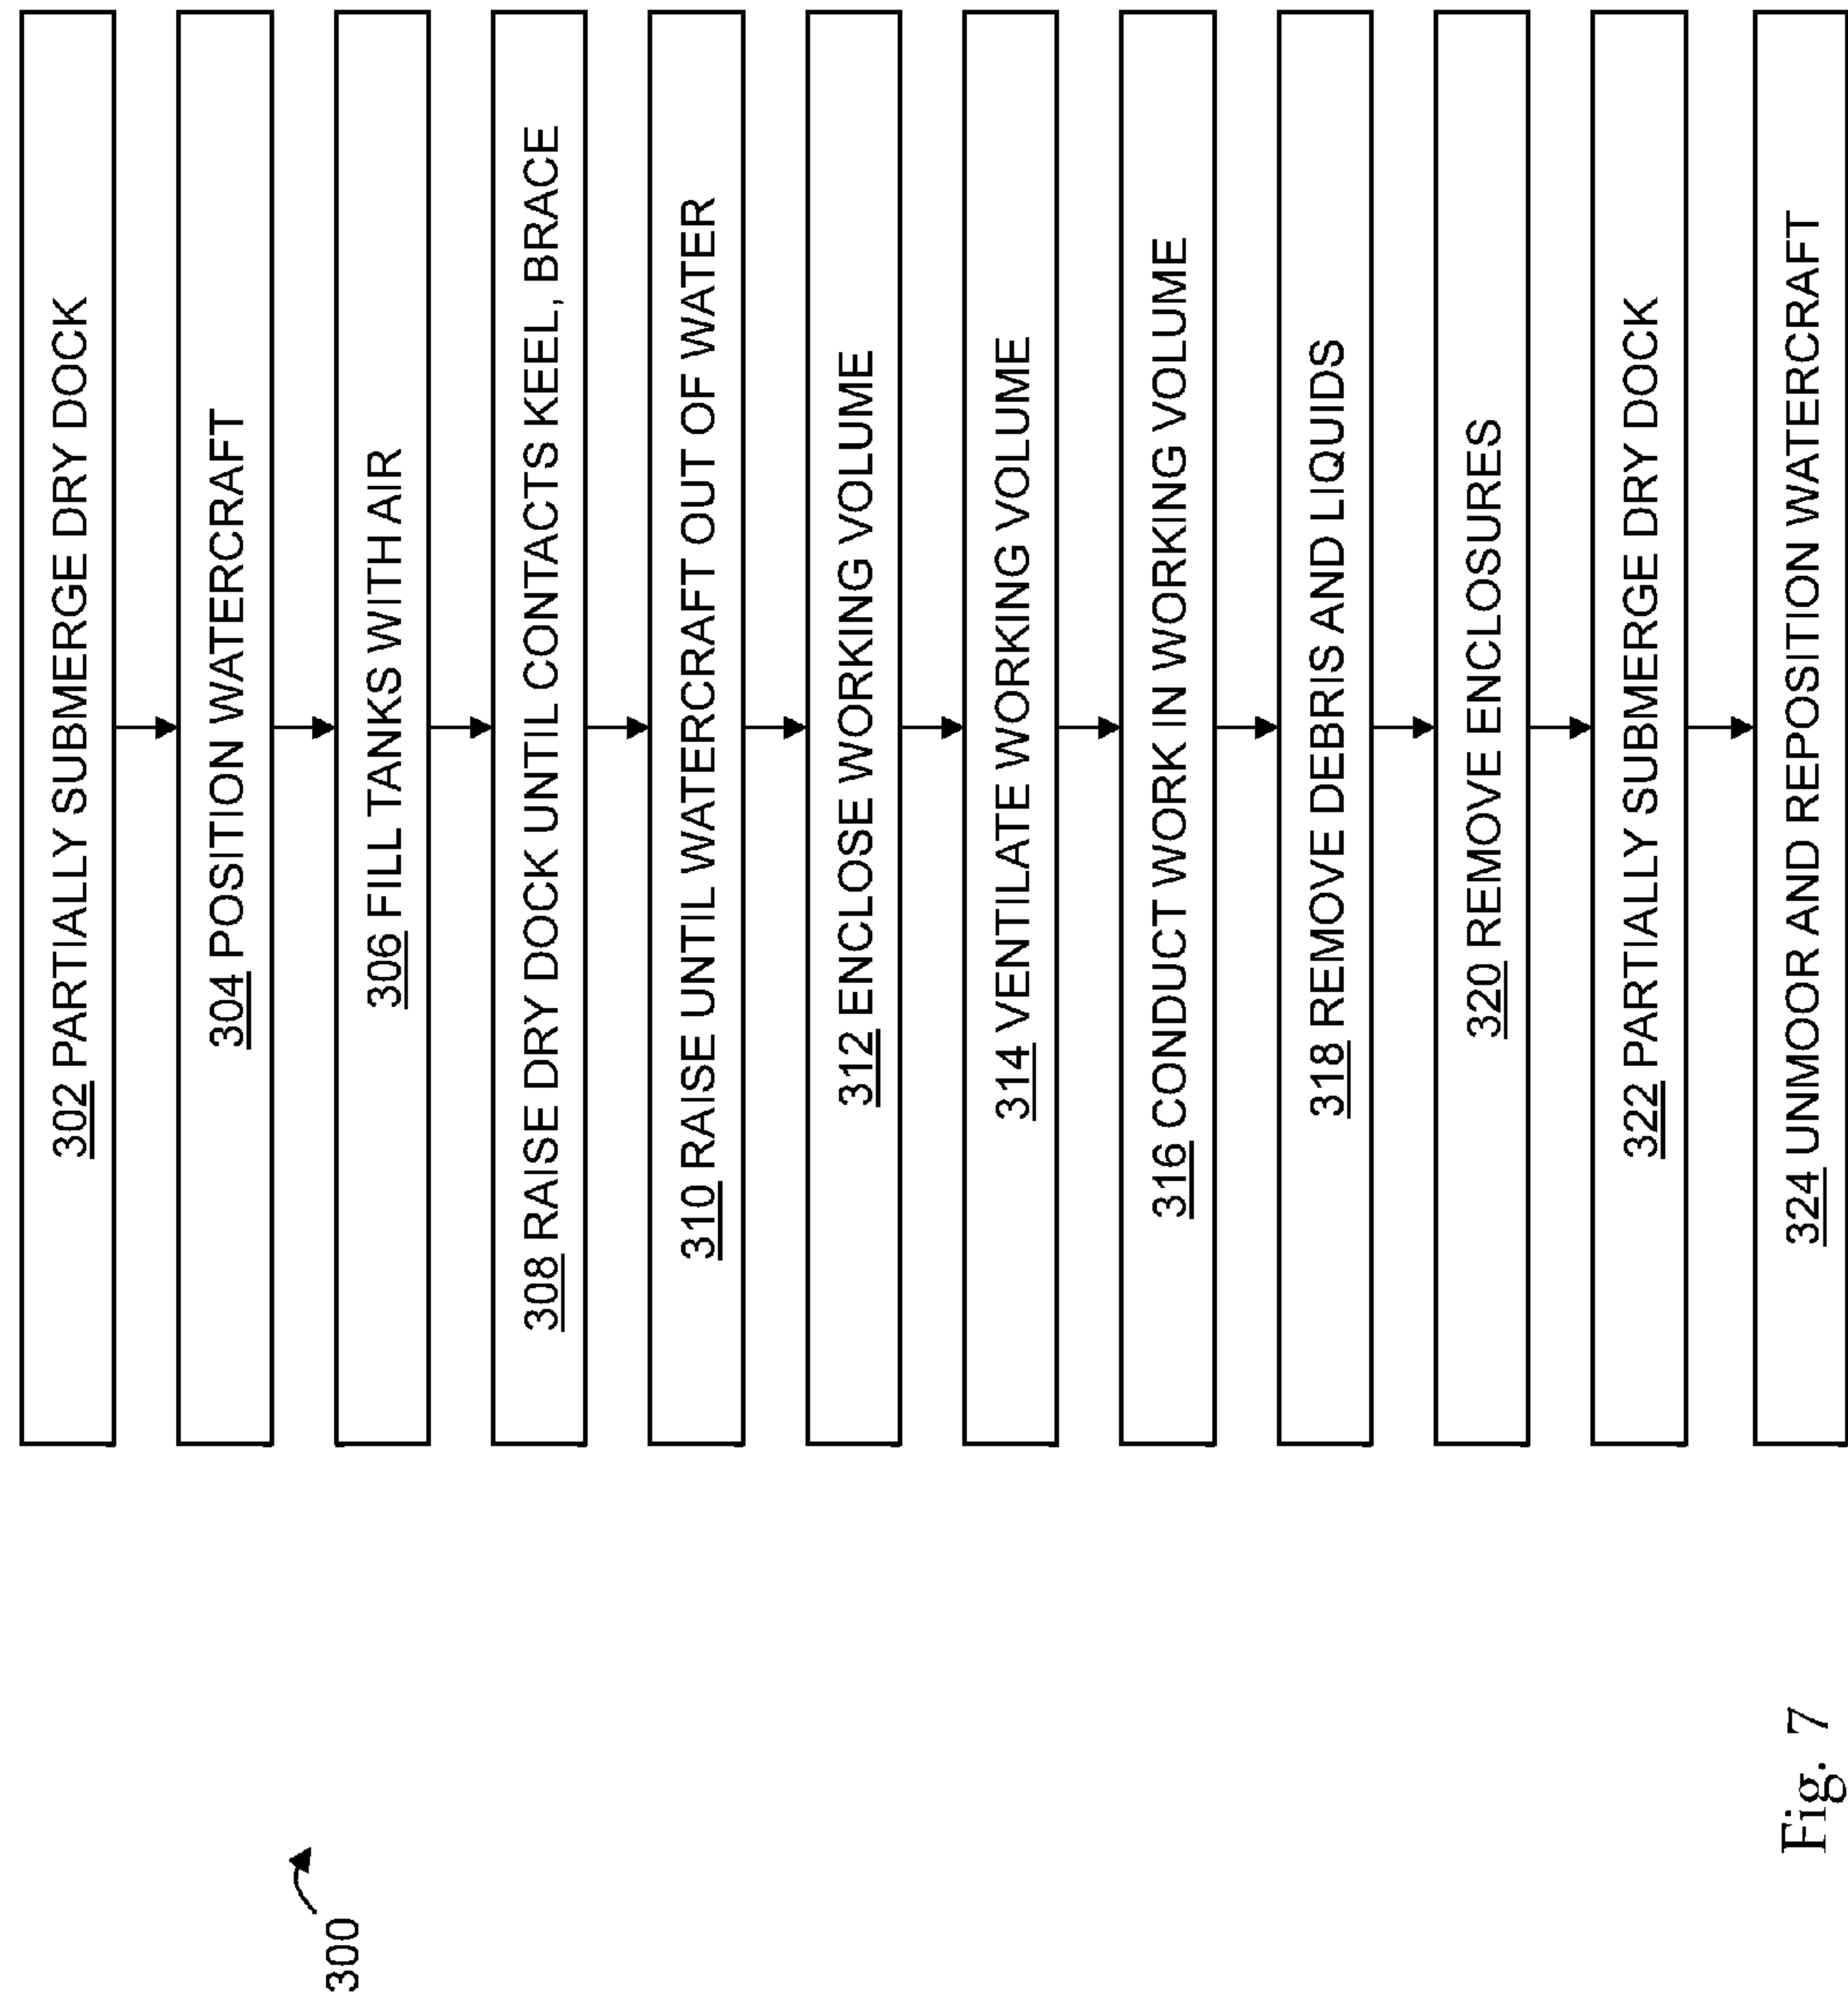 300
302 PARTIALLY SUBMERGE DRY DOCK
304 POSITION WATERCRAFT
306 FILL TANKS WITH AIR
308 RAISE DRY DOCK UNTIL CONTACTS KEEL, BRACE
310 RAISE UNTIL WATERCRAFT OUT OF WATER
312 ENCLOSE WORKING VOLUME
314 VENTILATE WORKING VOLUME
316 CONDUCT WORK IN WORKING VOLUME
318 REMOVE DEBRIS AND LIQUIDS
320 REMOVE ENCLOSURES
322 PARTIALLY SUBMERGE DRY DOCK
324 UNMOOR AND REPOSITION WATERCRAFT
Fig. 7